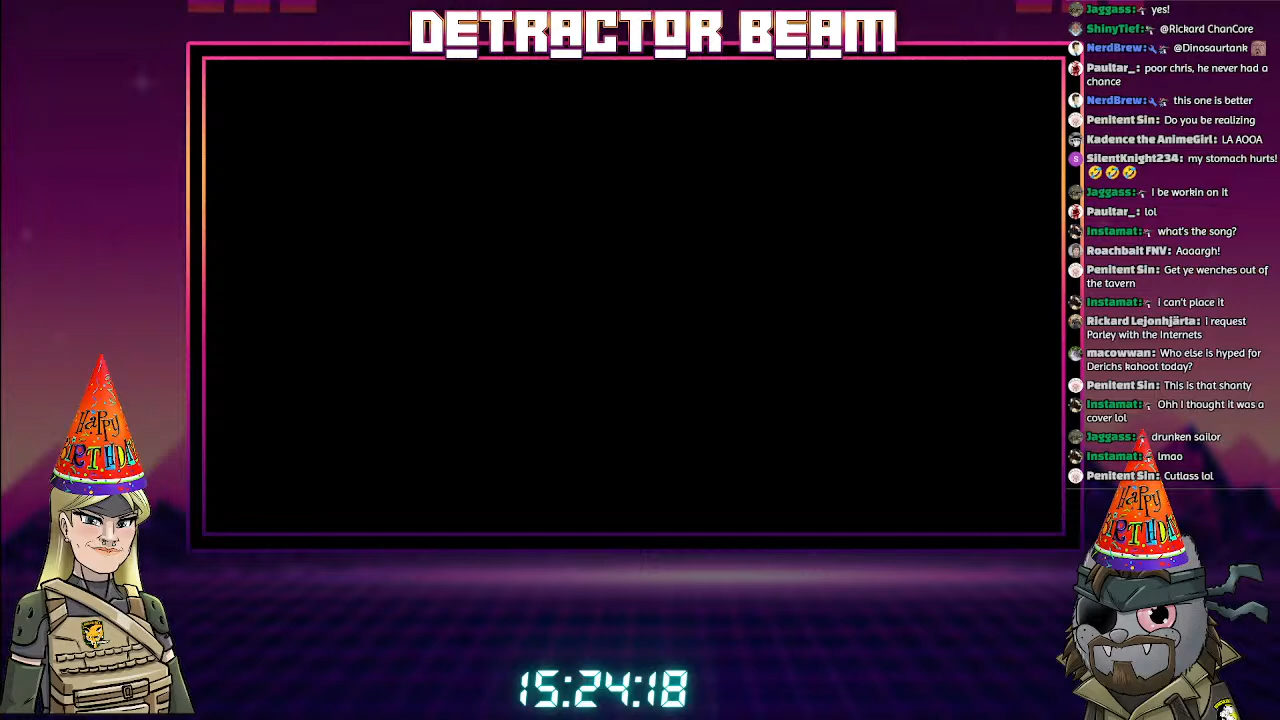 DETRACTOR BEAM
Jaggass: yes!
ShinyTief: @Rickard ChanCore
NerdBrew: @Dinosaurtank
Paultar_: poor chris, he never had a
chance
NerdBrew: this one is better
Penitent Sin: Do you be realizing
Kadence the AnimeGirl: LA AOOA
S
SilentKnight234: my stomach hurts!
🤣 🤣 🤣
Jaggass: I be workin on it
Paultar_: lol
Instamat: what's the song?
Roachbait FNV: Aaaargh!
Penitent Sin: Get ye wenches out of
the tavern
Instamat: i can't place it
Rickard Lejonhjärta: I request
Parley with the Internets
macowwan: Who else is hyped for
Derichs kahoot today?
Penitent Sin: This is that shanty
Instamat: Ohh I thought it was a
cover lol
Jaggass: drunken sailor
Instamat: lmao
Penitent Sin: Cutlass lol
HAPPY
BIRTHDAY
HAPPY
BIRTHDAY
15:24:18